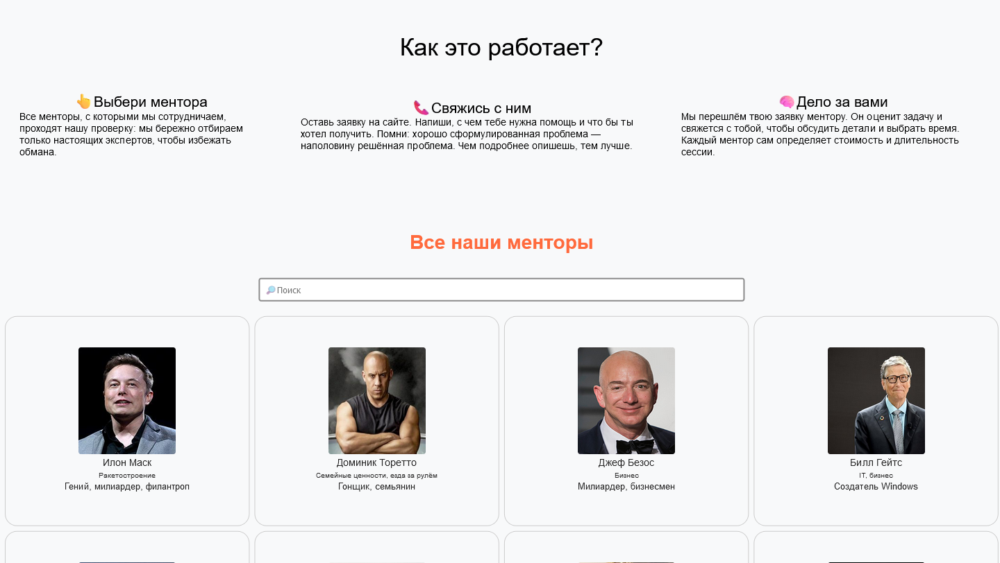 Как это работает?
👆Выбери ментора
Все менторы, с которыми мы сотрудничаем,
проходят нашу проверку: мы бережно отбираем
только настоящих экспертов, чтобы избежать
обмана.
📞Свяжись с ним
Оставь заявку на сайте. Напиши, с чем тебе нужна помощь и что бы ты
хотел получить. Помни: хорошо сформулированная проблема —
наполовину решённая проблема. Чем подробнее опишешь, тем лучше.
🧠Дело за вами
Мы перешлём твою заявку ментору. Он оценит задачу и
свяжется с тобой, чтобы обсудить детали и выбрать время.
Каждый ментор сам определяет стоимость и длительность
сессии.
Все наши менторы
🔎Поиск
Илон Маск
Ракетостроение
Гений, милиардер, филантроп
Доминик Торетто
Семейные ценности, езда за рулём
Гонщик, семьянин
Джеф Безос
Бизнес
Милиардер, бизнесмен
Билл Гейтс
IT, бизнес
Создатель Windows